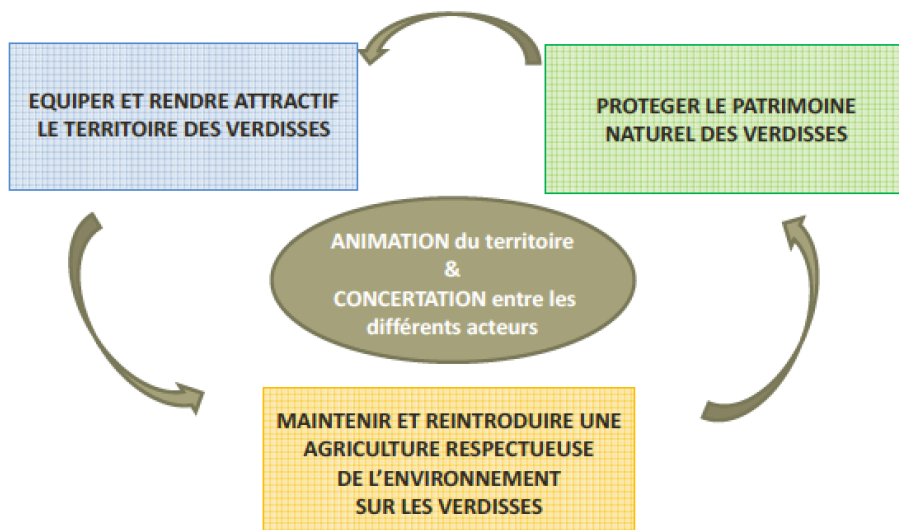 EQUIPER ET RENDRE ATTRACTIF
LE TERRITOIRE DES VERDISSES
PROTEGER LE PATRIMOINE
NATUREL DES VERDISSES
ANIMATION du territoire
&
CONCERTATION entre les
différents acteurs
MAINTENIR ET REINTRODUIRE UNE
AGRICULTURE RESPECTUEUSE
DE L'ENVIRONNEMENT
SUR LES VERDISSES